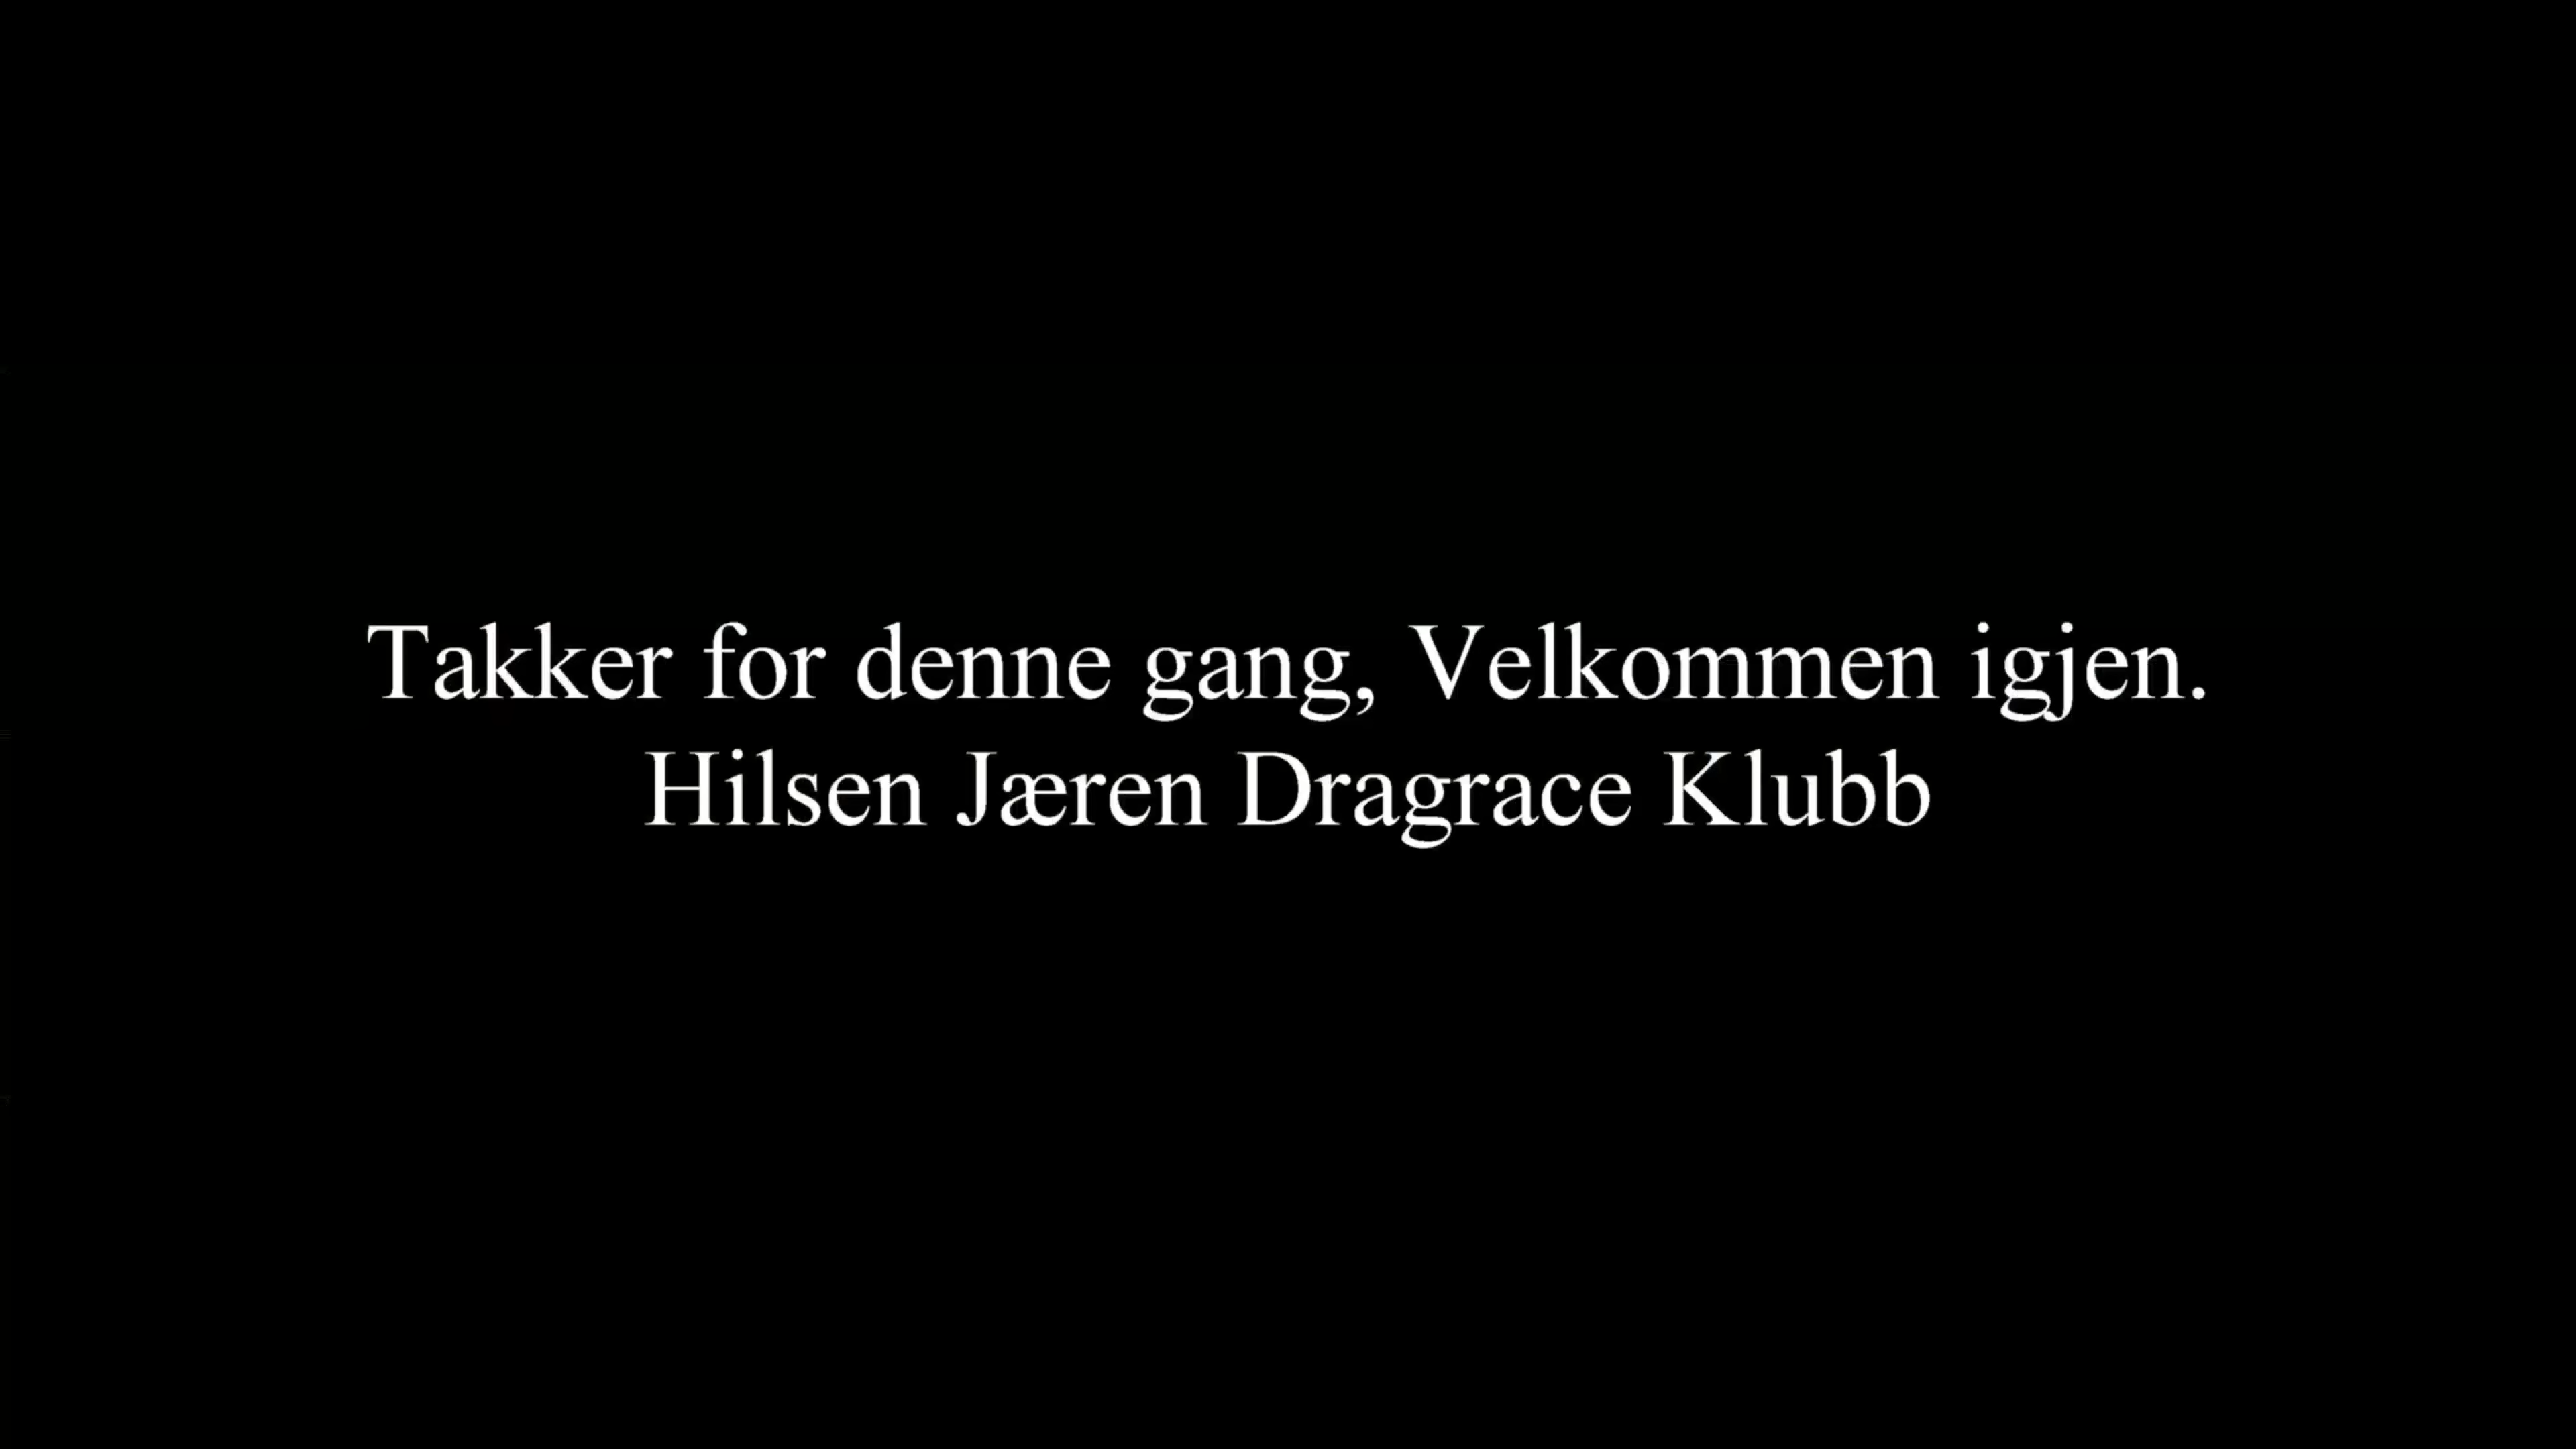 Takker for denne gang, Velkommen igjen.
Hilsen Jæren Dragrace Klubb